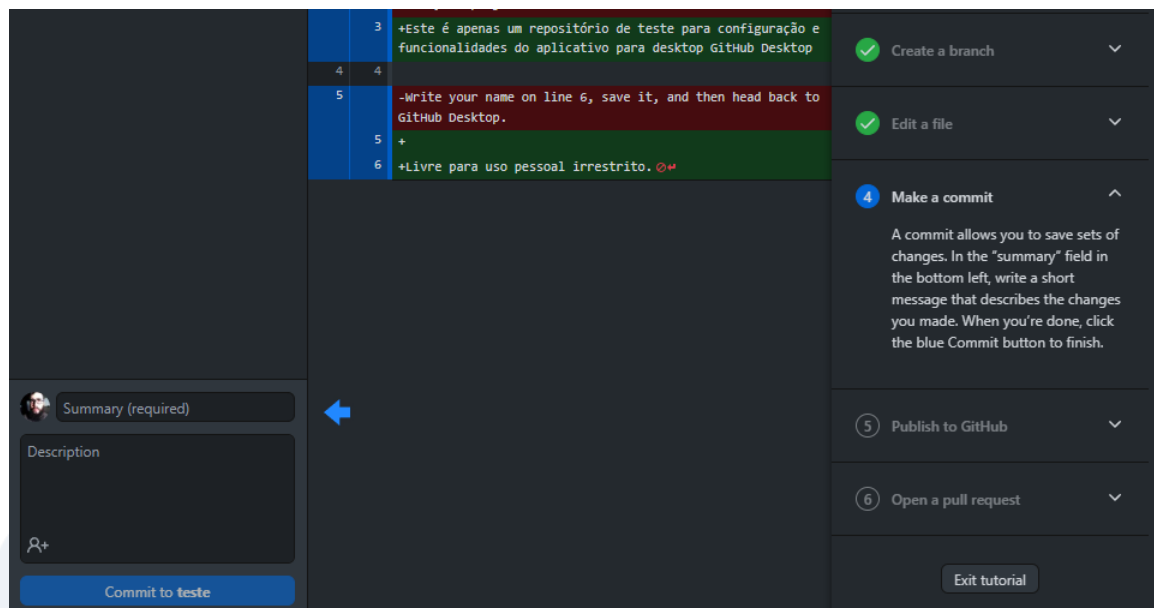 3 +Este é apenas um repositório de teste para configuração e
funcionalidades do aplicativo para desktop GitHub Desktop
4 4
5 -Write your name on line 6, save it, and then head back to
GitHub Desktop.
5 +
6 +Livre para uso pessoal irrestrito.
Summary (required)
Description
Commit to teste
Create a branch
Edit a file
4 Make a commit
A commit allows you to save sets of
changes. In the "summary" field in
the bottom left, write a short
message that describes the changes
you made. When you're done, click
the blue Commit button to finish.
5 Publish to GitHub
6 Open a pull request
Exit tutorial